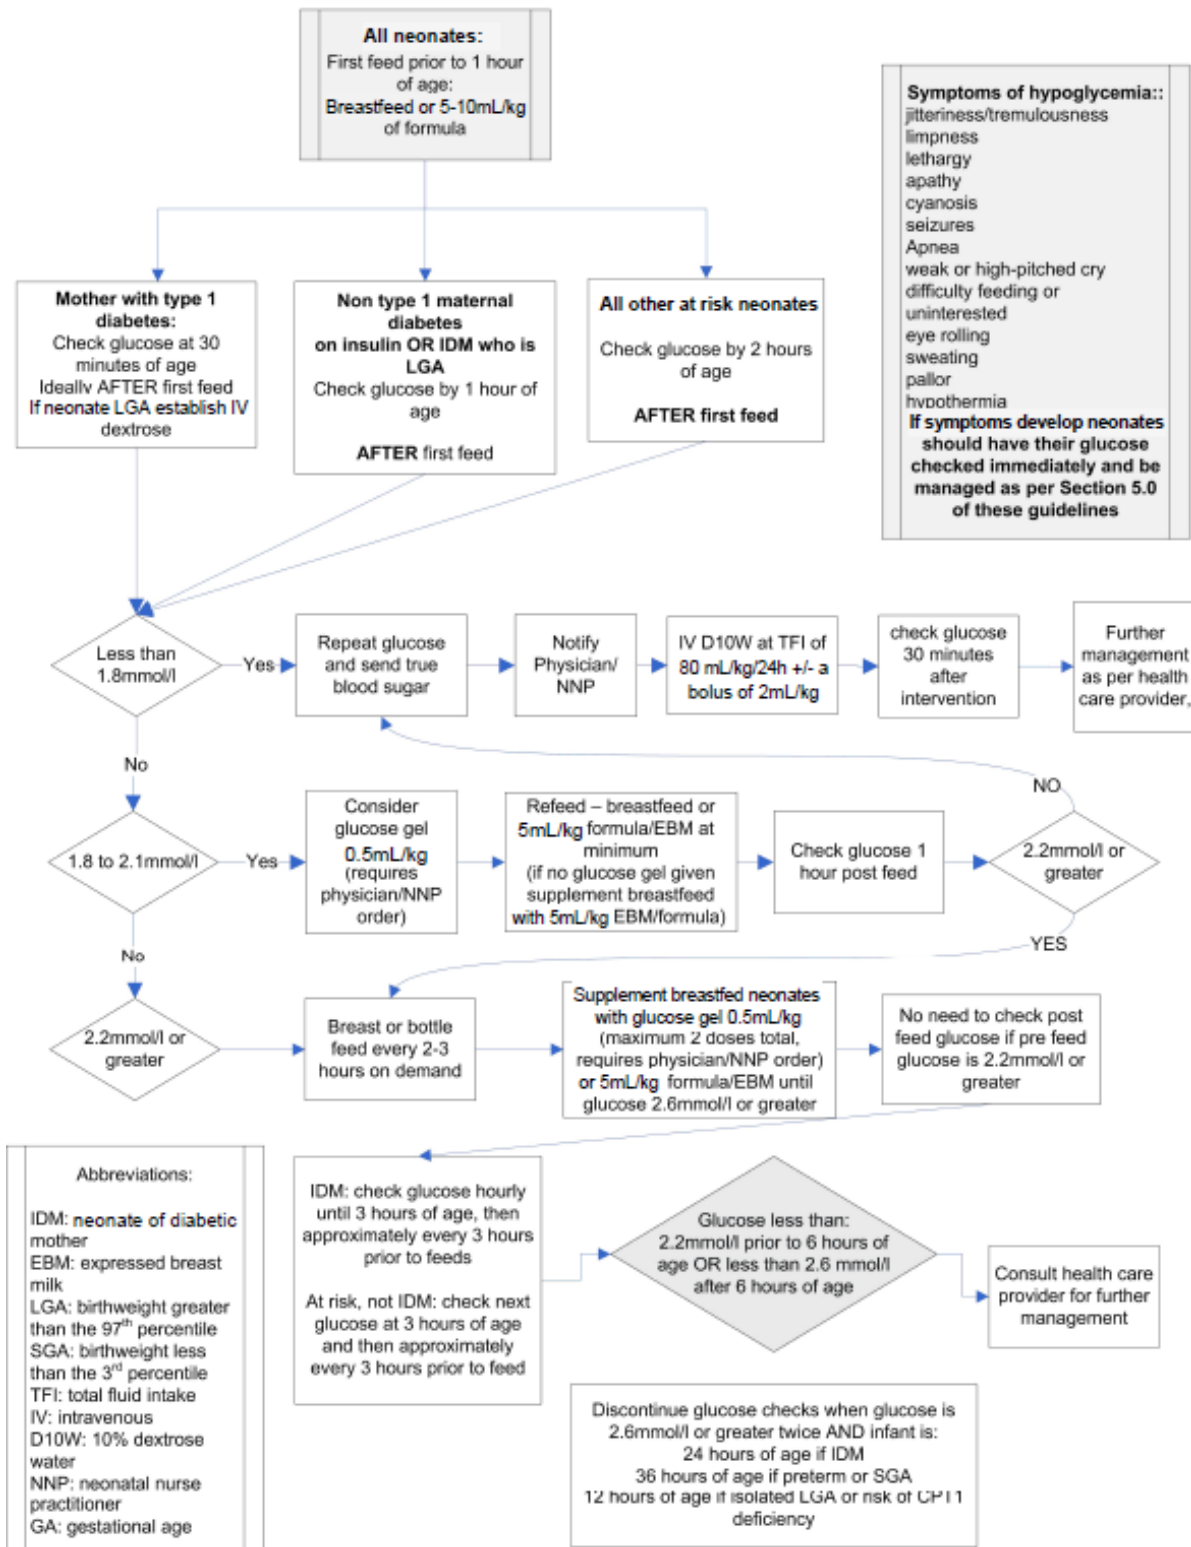 All neonates:
First feed prior to 1 hour
of age:
Breastfeed or 5-10mL/kg
of formula
Symptoms of hypoglycemia::
jitteriness/tremulousness
limpness
lethargy
apathy
cyanosis
seizures
Apnea
weak or high-pitched cry
difficulty feeding or
uninterested
eye rolling
sweating
pallor
hypothermia
If symptoms develop neonates
should have their glucose
checked immediately and be
managed as per Section 5.0
of these guidelines
Mother with type 1
diabetes:
Check glucose at 30
minutes of age
Ideally AFTER first feed
If neonate LGA establish IV
dextrose
Non type 1 maternal
diabetes
on insulin OR IDM who is
LGA
Check glucose by 1 hour of
age
AFTER first feed
All other at risk neonates
Check glucose by 2 hours
of age
AFTER first feed
Less than
1.8mmol/l
Yes
Repeat glucose
and send true
blood sugar
Notify
Physician/
NNP
IV D10W at TFI of
80 mL/kg/24h +/- a
bolus of 2mL/kg
check glucose
30 minutes
after
intervention
Further
management
as per health
care provider,
No
1.8 to 2.1mmol/l
Yes
Consider
glucose gel
0.5mL/kg
(requires
physician/NNP
order)
Refeed – breastfeed or
5mL/kg formula/EBM at
minimum
(if no glucose gel given
supplement breastfeed
with 5mL/kg EBM/formula)
Check glucose 1
hour post feed
2.2mmol/l or
greater
NO
YES
No
2.2mmol/l or
greater
Breast or bottle
feed every 2-3
hours on demand
Supplement breastfed neonates
with glucose gel 0.5mL/kg
(maximum 2 doses total,
requires physician/NNP order)
or 5mL/kg formula/EBM until
glucose 2.6mmol/l or greater
No need to check post
feed glucose if pre feed
glucose is 2.2mmol/l or
greater
Abbreviations:
IDM: neonate of diabetic
mother
EBM: expressed breast
milk
LGA: birthweight greater
than the 97th percentile
SGA: birthweight less
than the 3rd percentile
TFI: total fluid intake
IV: intravenous
D10W: 10% dextrose
water
NNP: neonatal nurse
practitioner
GA: gestational age
IDM: check glucose hourly
until 3 hours of age, then
approximately every 3 hours
prior to feeds
At risk, not IDM: check next
glucose at 3 hours of age
and then approximately
every 3 hours prior to feed
Glucose less than:
2.2mmol/l prior to 6 hours of
age OR less than 2.6 mmol/l
after 6 hours of age
Consult health care
provider for further
management
Discontinue glucose checks when glucose is
2.6mmol/l or greater twice AND infant is:
24 hours of age if IDM
36 hours of age if preterm or SGA
12 hours of age if isolated LGA or risk of CPT1
deficiency